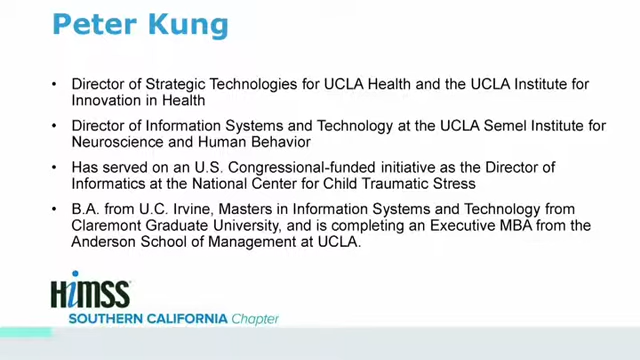 Peter Kung
• Director of Strategic Technologies for UCLA Health and the UCLA Institute for
Innovation in Health
• Director of Information Systems and Technology at the UCLA Semel Institute for
Neuroscience and Human Behavior
• Has served on an U.S. Congressional-funded initiative as the Director of
Informatics at the National Center for Child Traumatic Stress
• B.A. from U.C. Irvine, Masters in Information Systems and Technology from
Claremont Graduate University, and is completing an Executive MBA from the
Anderson School of Management at UCLA.
HiMSS
SOUTHERN CALIFORNIA Chapter